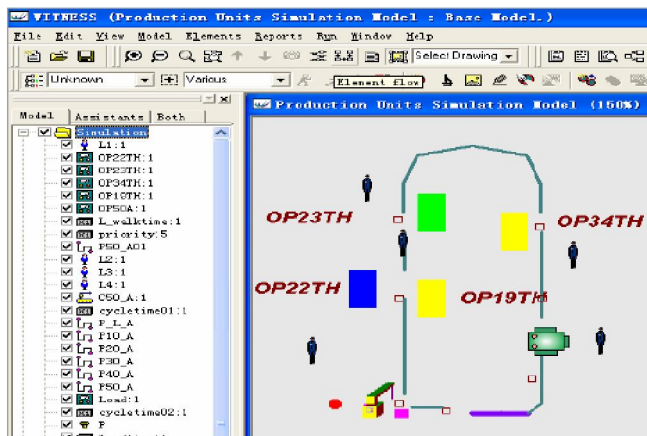 WITNESS (Production Units Simulation Model : Base Model.)
File Edit View Model Elements Reports Run Window Help
Select Drawing
Unknown Various Element flow
Model Assistants Both
Production Units Simulation Model (150%)
Simulation
L1:1
OP22TH:1
OP23TH:1
OP34TH:1
OP19TH:1
OP50A:1
L_walktime:1
priority:5
P50_A01
L2:1
L3:1
L4:1
C50_A:1
cycletime01:1
P_L_A
P10_A
P20_A
P30_A
P40_A
P50_A
Load:1
cycletime02:1
P
OP23TH
OP34TH
OP22TH
OP19TH